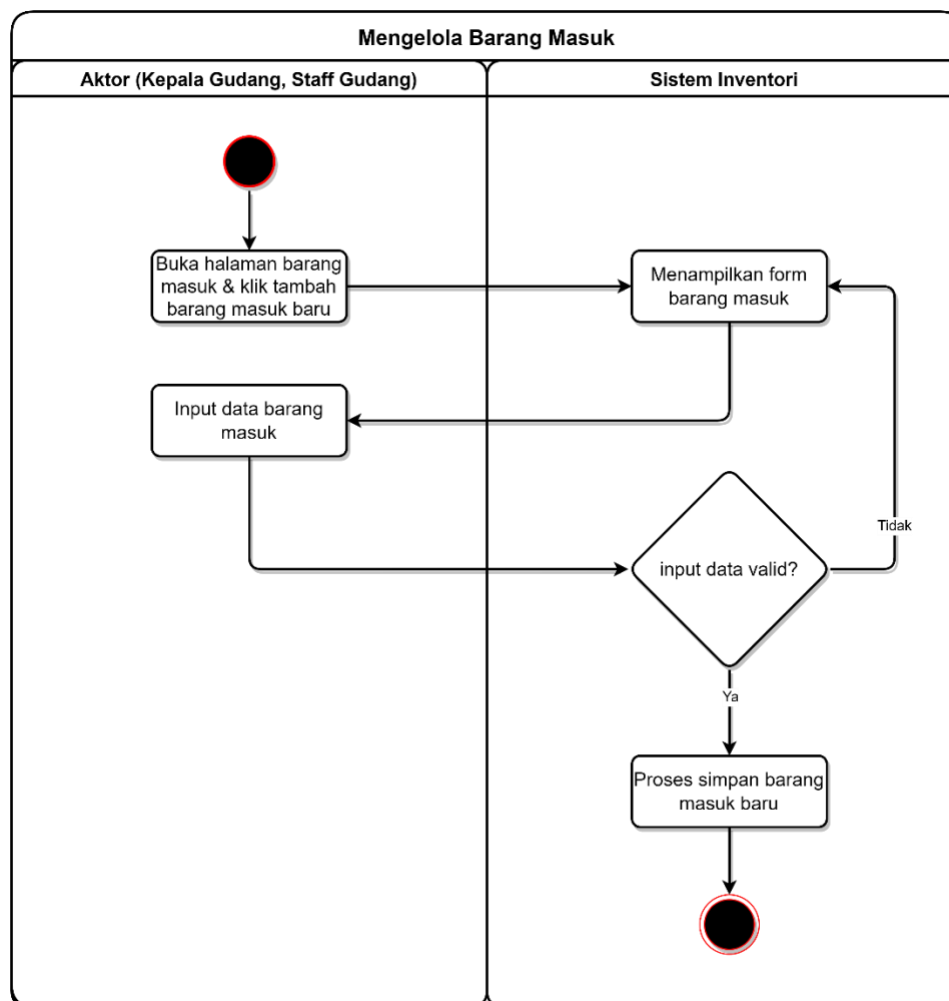 Mengelola Barang Masuk
Aktor (Kepala Gudang, Staff Gudang)
Sistem Inventori
Buka halaman barang
masuk & klik tambah
barang masuk baru
Menampilkan form
barang masuk
Input data barang
masuk
Tidak
input data valid?
Ya
Proses simpan barang
masuk baru